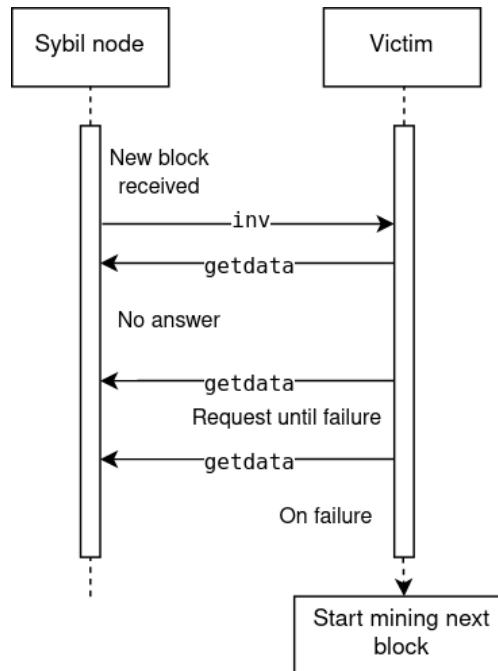 Sybil node
Victim
New block
received
inv
getdata
No answer
getdata
Request until failure
getdata
On failure
Start mining next
block